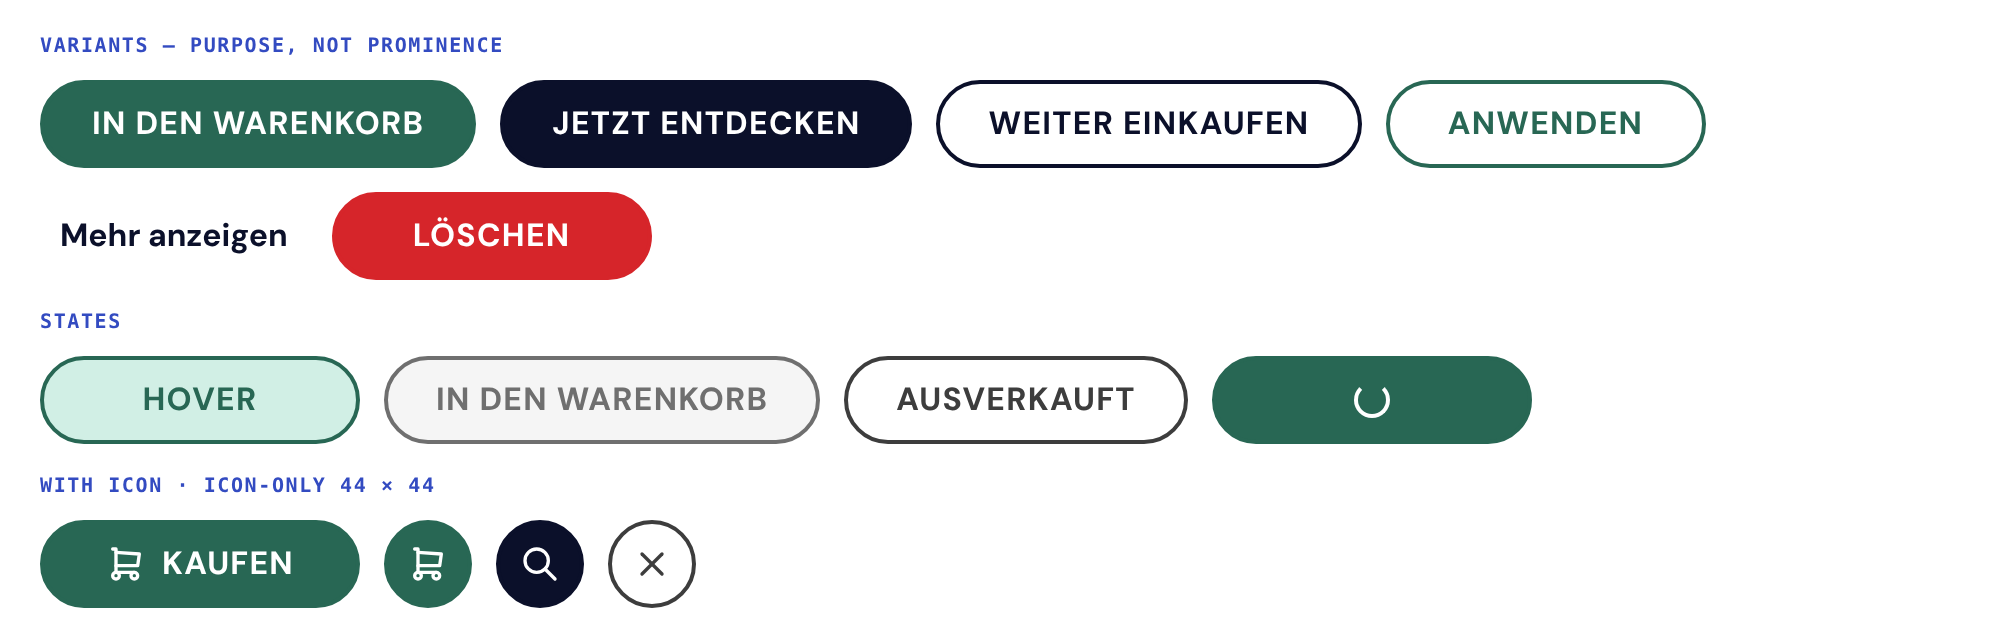 VARIANTS — PURPOSE, NOT PROMINENCE
IN DEN WARENKORB
JETZT ENTDECKEN
WEITER EINKAUFEN
ANWENDEN
Mehr anzeigen
LÖSCHEN
STATES
HOVER
IN DEN WARENKORB
AUSVERKAUFT
WITH ICON · ICON-ONLY 44 × 44
KAUFEN